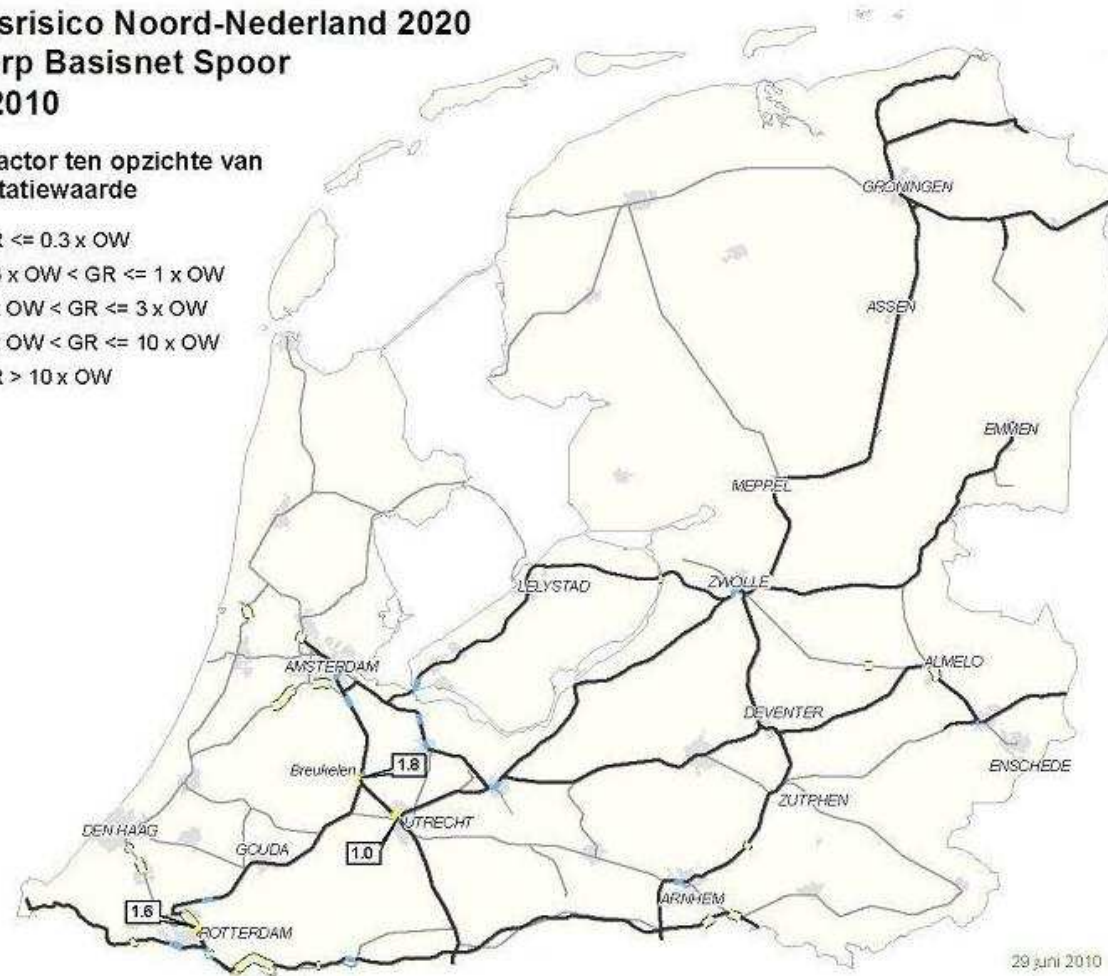 srisico Noord-Nederland 2020
rp Basisnet Spoor
2010
actor ten opzichte van
tatiewaarde
R <= 0.3 x OW
x OW < GR <= 1 x OW
OW < GR <= 3 x OW
OW < GR <= 10 x OW
R > 10 x OW
GRONINGEN
ASSEN
EMMEN
MEPPEL
ZWOLLE
LELYSTAD
AMSTERDAM
ALMELO
DEVENTER
Breukelen
1.8
ENSCHEDE
ZUTPHEN
DEN HAAG
UTRECHT
GOUDA
1.0
ARNHEM
1.6
ROTTERDAM
29 juni 2010